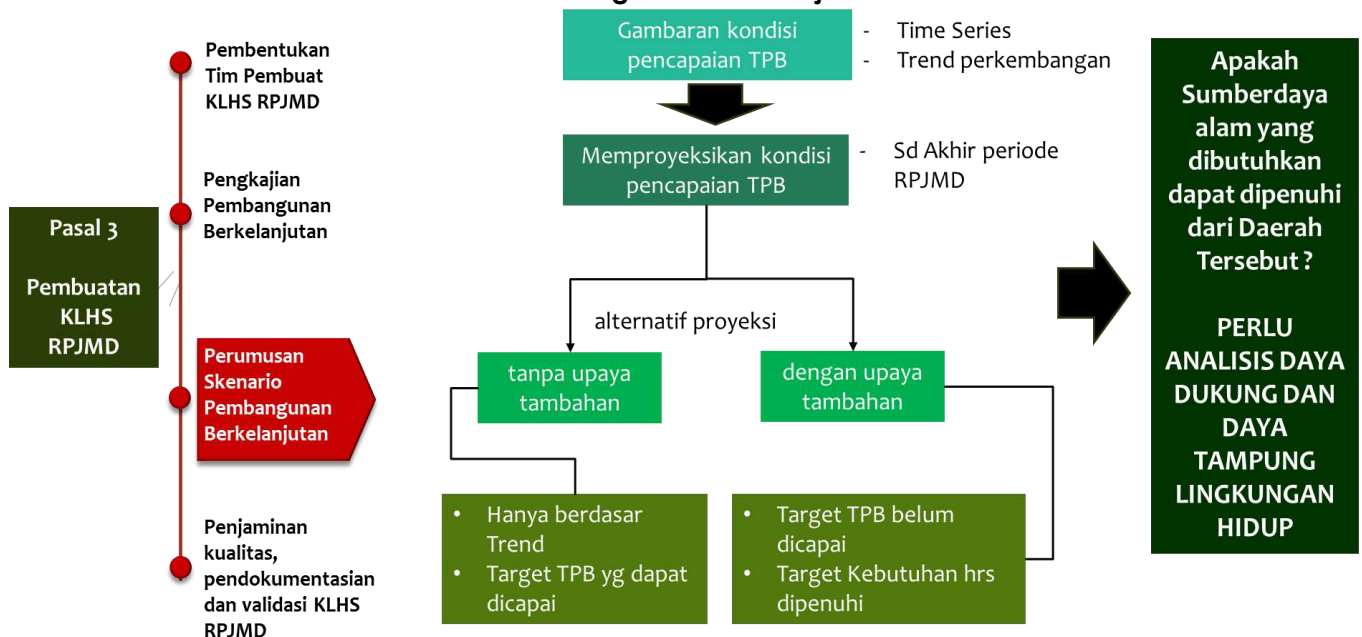 Pasal 3
Pembuatan
KLHS
RPJMD
Pembentukan
Tim Pembuat
KLHS RPJMD
Pengkajian
Pembangunan
Berkelanjutan
Perumusan
Skenario
Pembangunan
Berkelanjutan
Penjaminan
kualitas,
pendokumentasian
dan validasi KLHS
RPJMD
Gambaran kondisi
pencapaian TPB
- Time Series
- Trend perkembangan
Memproyeksikan kondisi
pencapaian TPB
- Sd Akhir periode
RPJMD
alternatif proyeksi
tanpa upaya
tambahan
dengan upaya
tambahan
• Hanya berdasar
Trend
• Target TPB yg dapat
dicapai
• Target TPB belum
dicapai
• Target Kebutuhan hrs
dipenuhi
Apakah
Sumberdaya
alam yang
dibutuhkan
dapat dipenuhi
dari Daerah
Tersebut ?
PERLU
ANALISIS DAYA
DUKUNG DAN
DAYA
TAMPUNG
LINGKUNGAN
HIDUP